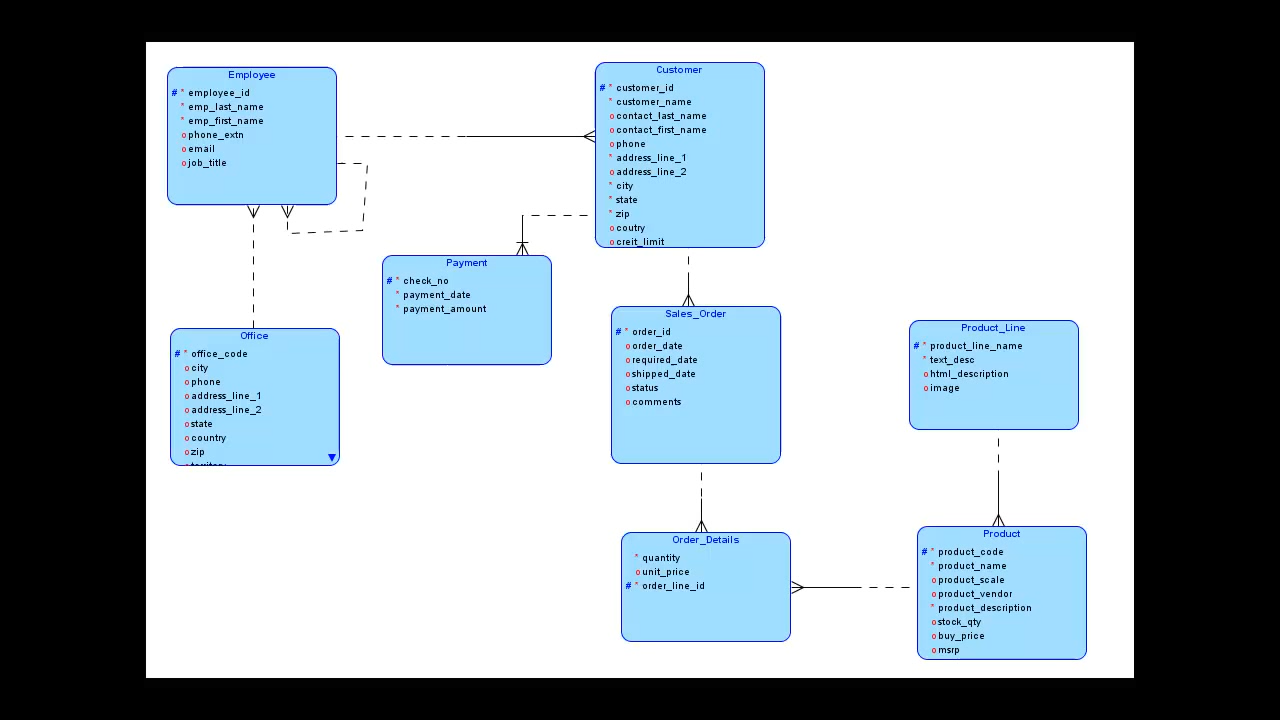 Employee
# * employee_id
* emp_last_name
* emp_first_name
o phone_extn
o email
o job_title
Customer
# * customer_id
* customer_name
o contact_last_name
o contact_first_name
o phone
* address_line_1
o address_line_2
* city
* state
* zip
o coutry
o creit_limit
Payment
# * check_no
* payment_date
* payment_amount
Office
# * office_code
o city
o phone
o address_line_1
o address_line_2
o state
o country
o zip
Sales_Order
# * order_id
o order_date
o required_date
o shipped_date
o status
o comments
Product_Line
# * product_line_name
* text_desc
o html_description
o image
Order_Details
* quantity
o unit_price
# * order_line_id
Product
# * product_code
* product_name
o product_scale
o product_vendor
* product_description
o stock_qty
o buy_price
o msrp